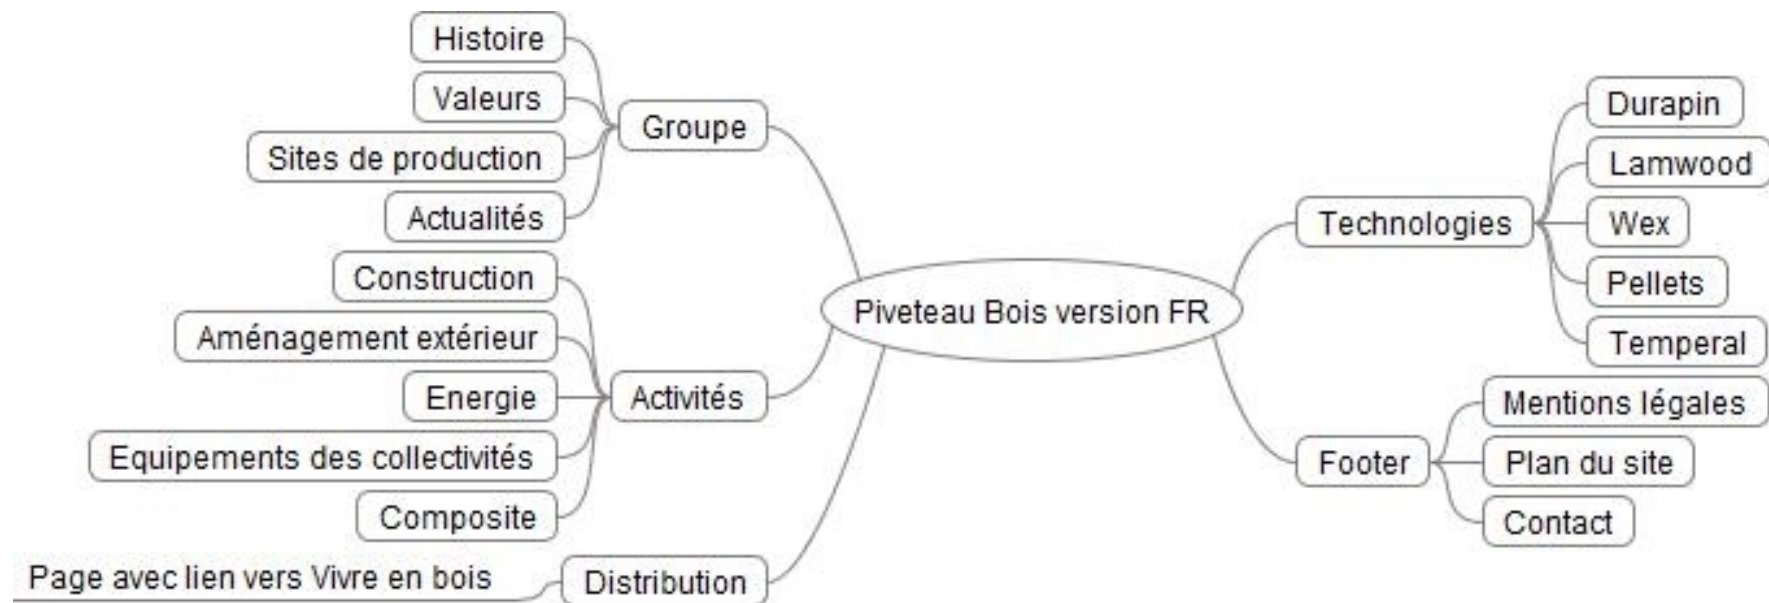 Histoire
Valeurs
Sites de production
Actualités
Groupe
Construction
Aménagement extérieur
Energie
Equipements des collectivités
Composite
Activités
Page avec lien vers Vivre en bois
Distribution
Piveteau Bois version FR
Technologies
Durapin
Lamwood
Wex
Pellets
Temperal
Footer
Mentions légales
Plan du site
Contact